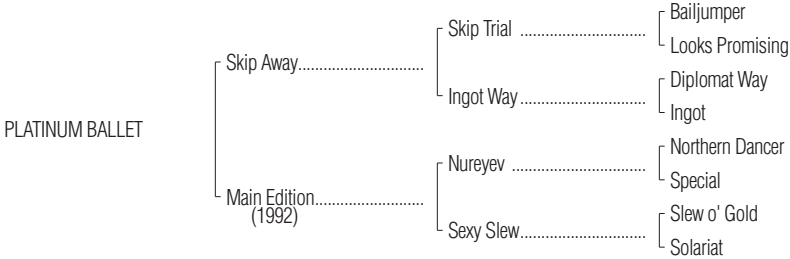 Bailjumper
Skip Trial ..............................
Looks Promising
Skip Away..............................
Diplomat Way
Ingot Way..............................
Ingot
PLATINUM BALLET
Northern Dancer
Nureyev ..............................
Special
Main Edition..........................
(1992)
Slew o' Gold
Sexy Slew..............................
Solariat